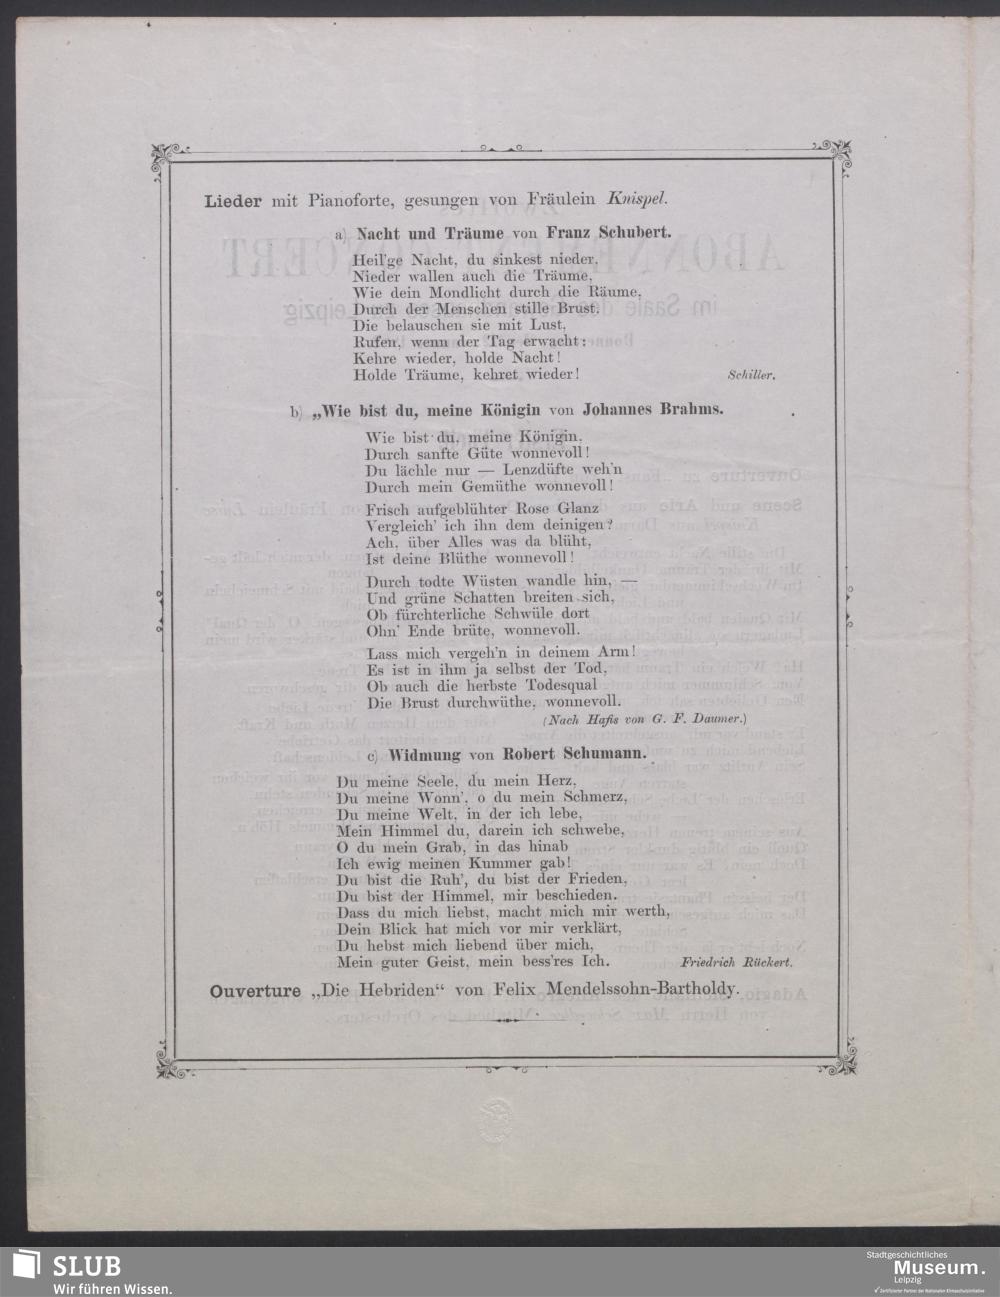 Lieder mit Pianoforte, gesungen von Fräulein Knispel.
a) Nacht und Träume von Franz Schubert.
Heil'ge Nacht, du sinkest nieder,
Nieder wallen auch die Träume,
Wie dein Mondlicht durch die Räume,
Durch der Menschen stille Brust.
Die belauschen sie mit Lust,
Rufen, wenn der Tag erwacht:
Kehre wieder, holde Nacht!
Holde Träume, kehret wieder!
Schiller.
b) „Wie bist du, meine Königin von Johannes Brahms.
Wie bist du, meine Königin,
Durch sanfte Güte wonnevoll!
Du lächle nur — Lenzdüfte weh'n
Durch mein Gemüthe wonnevoll!
Frisch aufgeblühter Rose Glanz
Vergleich' ich ihn dem deinigen?
Ach, über Alles was da blüht,
Ist deine Blüthe wonnevoll!
Durch todte Wüsten wandle hin, —
Und grüne Schatten breiten sich,
Ob fürchterliche Schwüle dort
Ohn' Ende brüte, wonnevoll.
Lass mich vergeh'n in deinem Arm!
Es ist in ihm ja selbst der Tod,
Ob auch die herbste Todesqual
Die Brust durchwüthe, wonnevoll.
(Nach Hafis von G. F. Daumer.)
c) Widmung von Robert Schumann.
Du meine Seele, du mein Herz,
Du meine Wonn', o du mein Schmerz,
Du meine Welt, in der ich lebe,
Mein Himmel du, darein ich schwebe,
O du mein Grab, in das hinab
Ich ewig meinen Kummer gab!
Du bist die Ruh', du bist der Frieden,
Du bist der Himmel, mir beschieden.
Dass du mich liebst, macht mich mir werth,
Dein Blick hat mich vor mir verklärt,
Du hebst mich liebend über mich,
Mein guter Geist, mein bess'res Ich.
Friedrich Rückert.
Ouverture „Die Hebriden“ von Felix Mendelssohn-Bartholdy.
SLUB
Wir führen Wissen.
Stadtgeschichtliches
Museum.
Leipzig
Zertifizierter Partner der Nationalen Klimaschutzinitiative